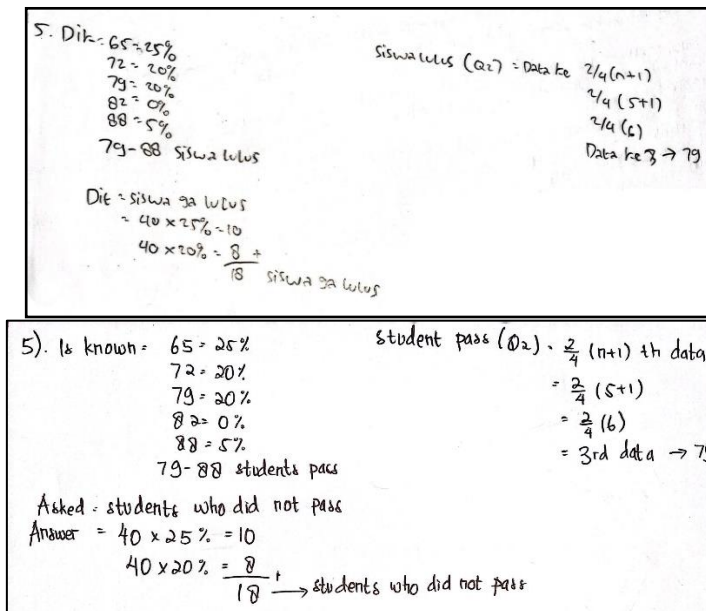 5. Dik = 65 = 25%
72 = 20%
79 = 20%
82 = 0%
88 = 5%
79-88 siswa lulus
Dit = siswa ga lulus
= 40 x 25% = 10
40 x 20% = 8 +
18 siswa ga lulus
siswa lulus (Q2) = Data ke 2/4 (n+1)
2/4 (5+1)
2/4 (6)
Data ke 3 → 79
5). Is known = 65 = 25%
72 = 20%
79 = 20%
82 = 0%
88 = 5%
79-88 students pass
Asked : students who did not pass
Answer = 40 x 25% = 10
40 x 20% = 8 +
18 → students who did not pass
student pass (Q2) = 2/4 (n+1) th data
= 2/4 (5+1)
= 2/4 (6)
= 3rd data → 79